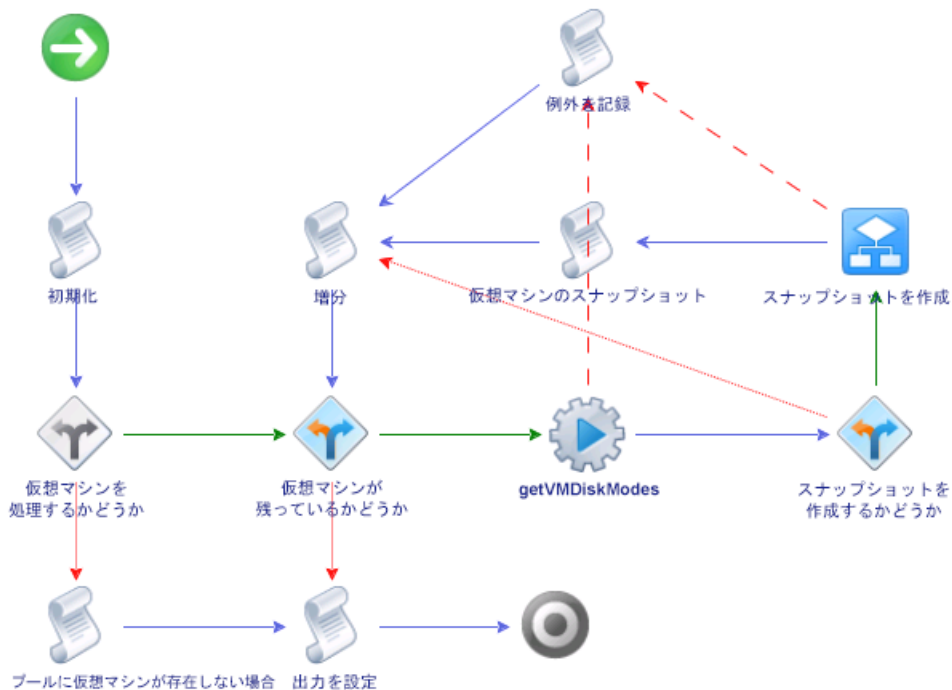 例外を記録
初期化
増分
仮想マシンのスナップショット
スナップショットを作成
仮想マシンを
処理するかどうか
仮想マシンが
残っているかどうか
getVMDiskModes
スナップショットを
作成するかどうか
プールに仮想マシンが存在しない場合
出力を設定